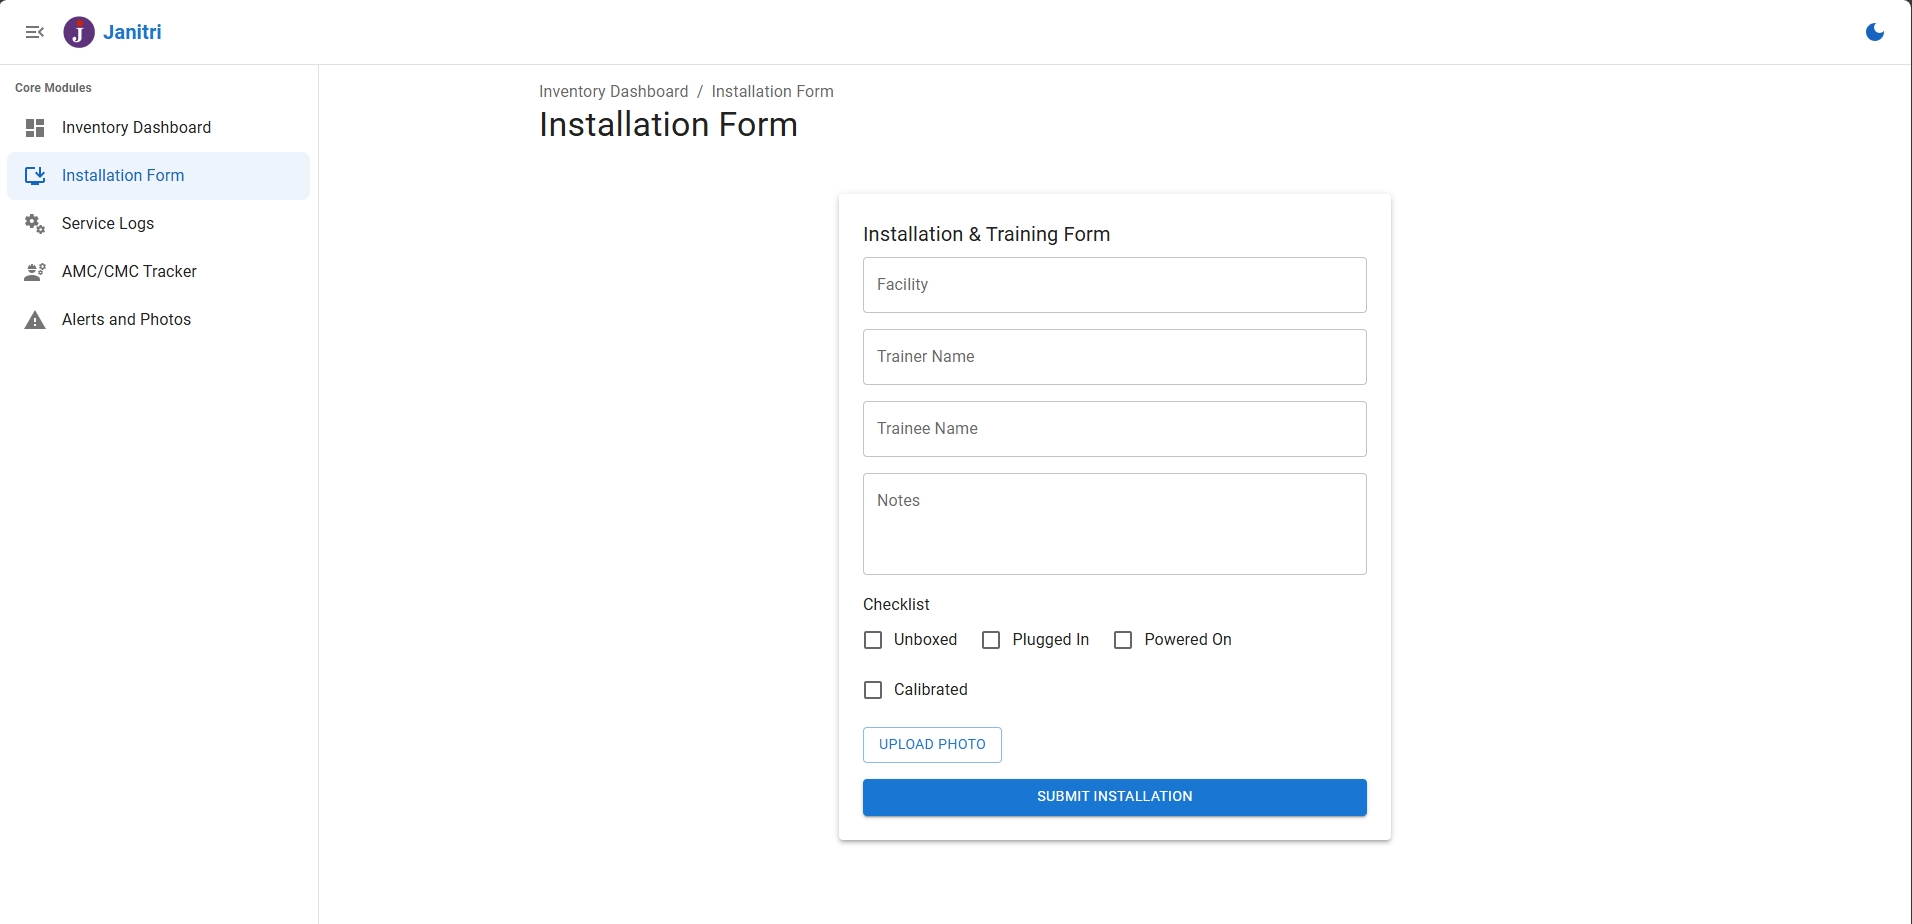 Janitri
Core Modules
Inventory Dashboard
Installation Form
Service Logs
AMC/CMC Tracker
Alerts and Photos
Inventory Dashboard / Installation Form
Installation Form
Installation & Training Form
Facility
Trainer Name
Trainee Name
Notes
Checklist
Unboxed Plugged In Powered On
Calibrated
UPLOAD PHOTO
SUBMIT INSTALLATION